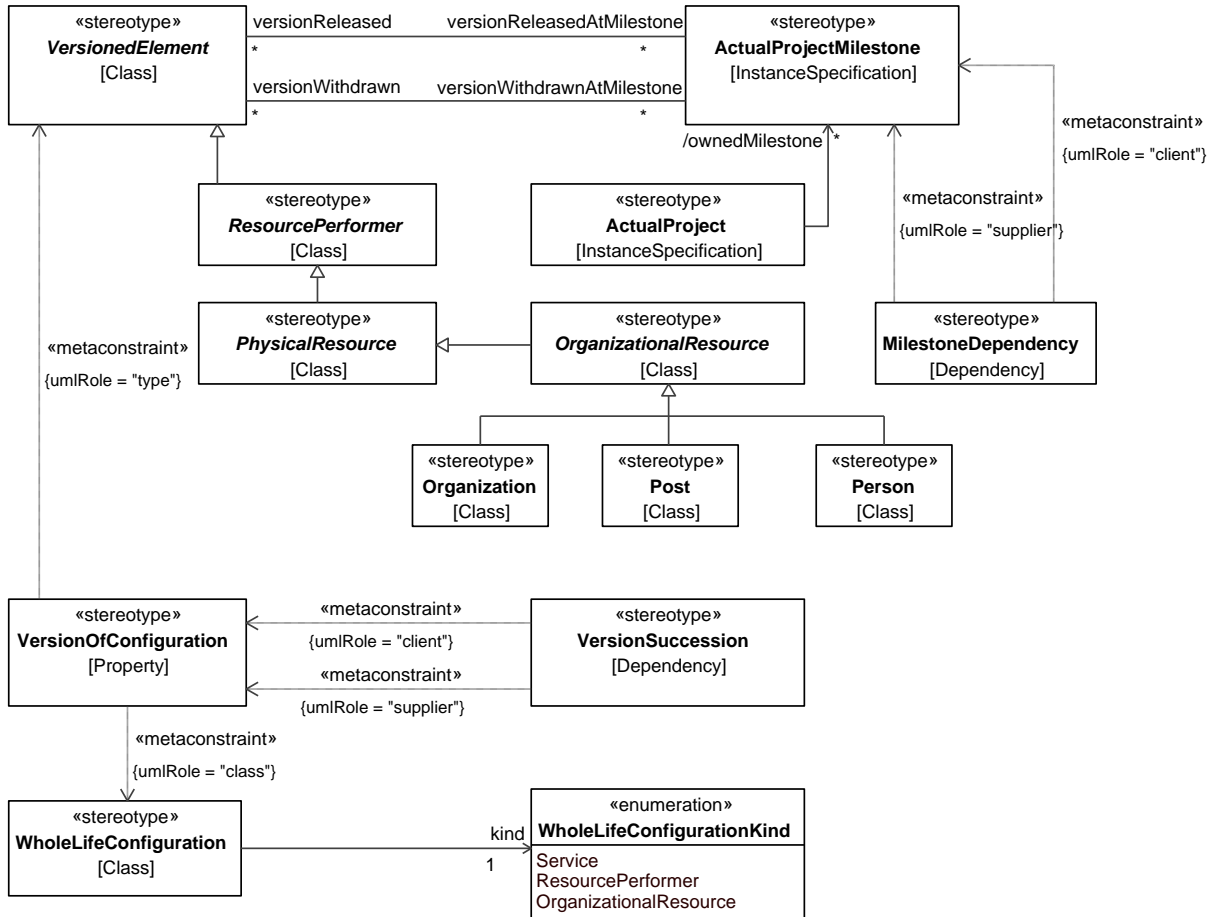 «stereotype»
VersionedElement
[Class]
versionReleased
versionReleasedAtMilestone
*
*
versionWithdrawn
versionWithdrawnAtMilestone
*
*
«stereotype»
ActualProjectMilestone
[InstanceSpecification]
/ownedMilestone
*
«metaconstraint»
{umlRole = "client"}
«metaconstraint»
{umlRole = "supplier"}
«stereotype»
ResourcePerformer
[Class]
«stereotype»
ActualProject
[InstanceSpecification]
«stereotype»
PhysicalResource
[Class]
«stereotype»
OrganizationalResource
[Class]
«stereotype»
MilestoneDependency
[Dependency]
«metaconstraint»
{umlRole = "type"}
«stereotype»
Organization
[Class]
«stereotype»
Post
[Class]
«stereotype»
Person
[Class]
«stereotype»
VersionOfConfiguration
[Property]
«metaconstraint»
{umlRole = "client"}
«metaconstraint»
{umlRole = "supplier"}
«stereotype»
VersionSuccession
[Dependency]
«metaconstraint»
{umlRole = "class"}
«stereotype»
WholeLifeConfiguration
[Class]
kind
1
«enumeration»
WholeLifeConfigurationKind
Service
ResourcePerformer
OrganizationalResource